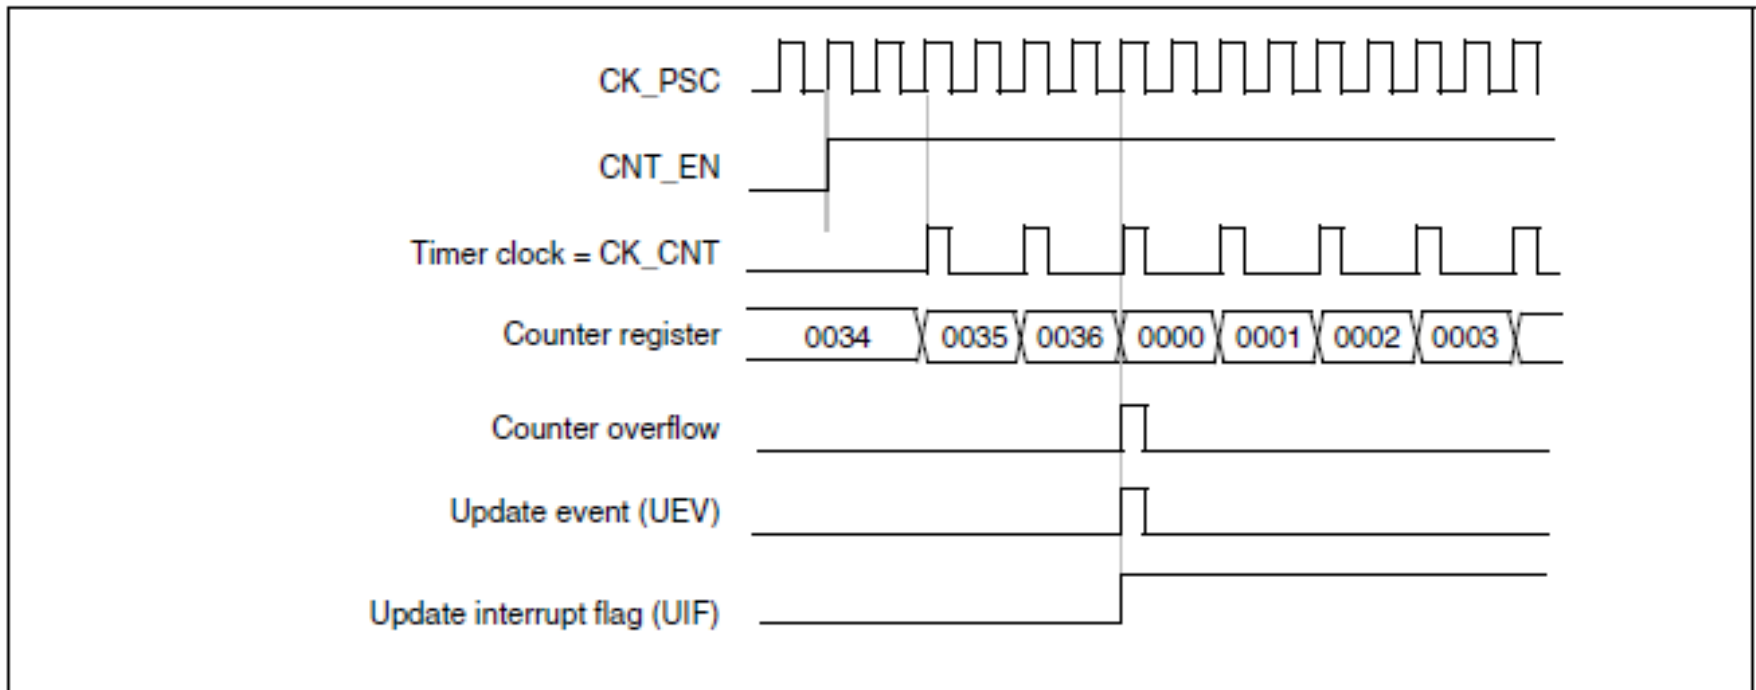 CK_PSC
CNT_EN
Timer clock = CK_CNT
Counter register
0034 0035 0036 0000 0001 0002 0003
Counter overflow
Update event (UEV)
Update interrupt flag (UIF)